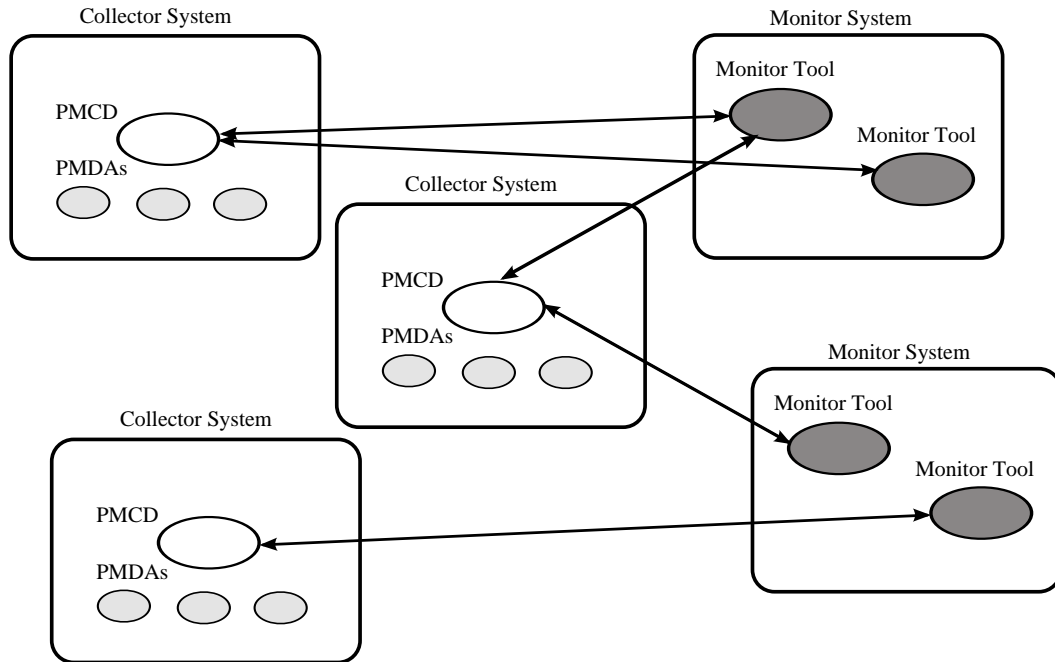 Collector System
Monitor System
Monitor Tool
PMCD
Monitor Tool
PMDAs
Collector System
PMCD
PMDAs
Monitor System
Monitor Tool
Collector System
Monitor Tool
PMCD
PMDAs